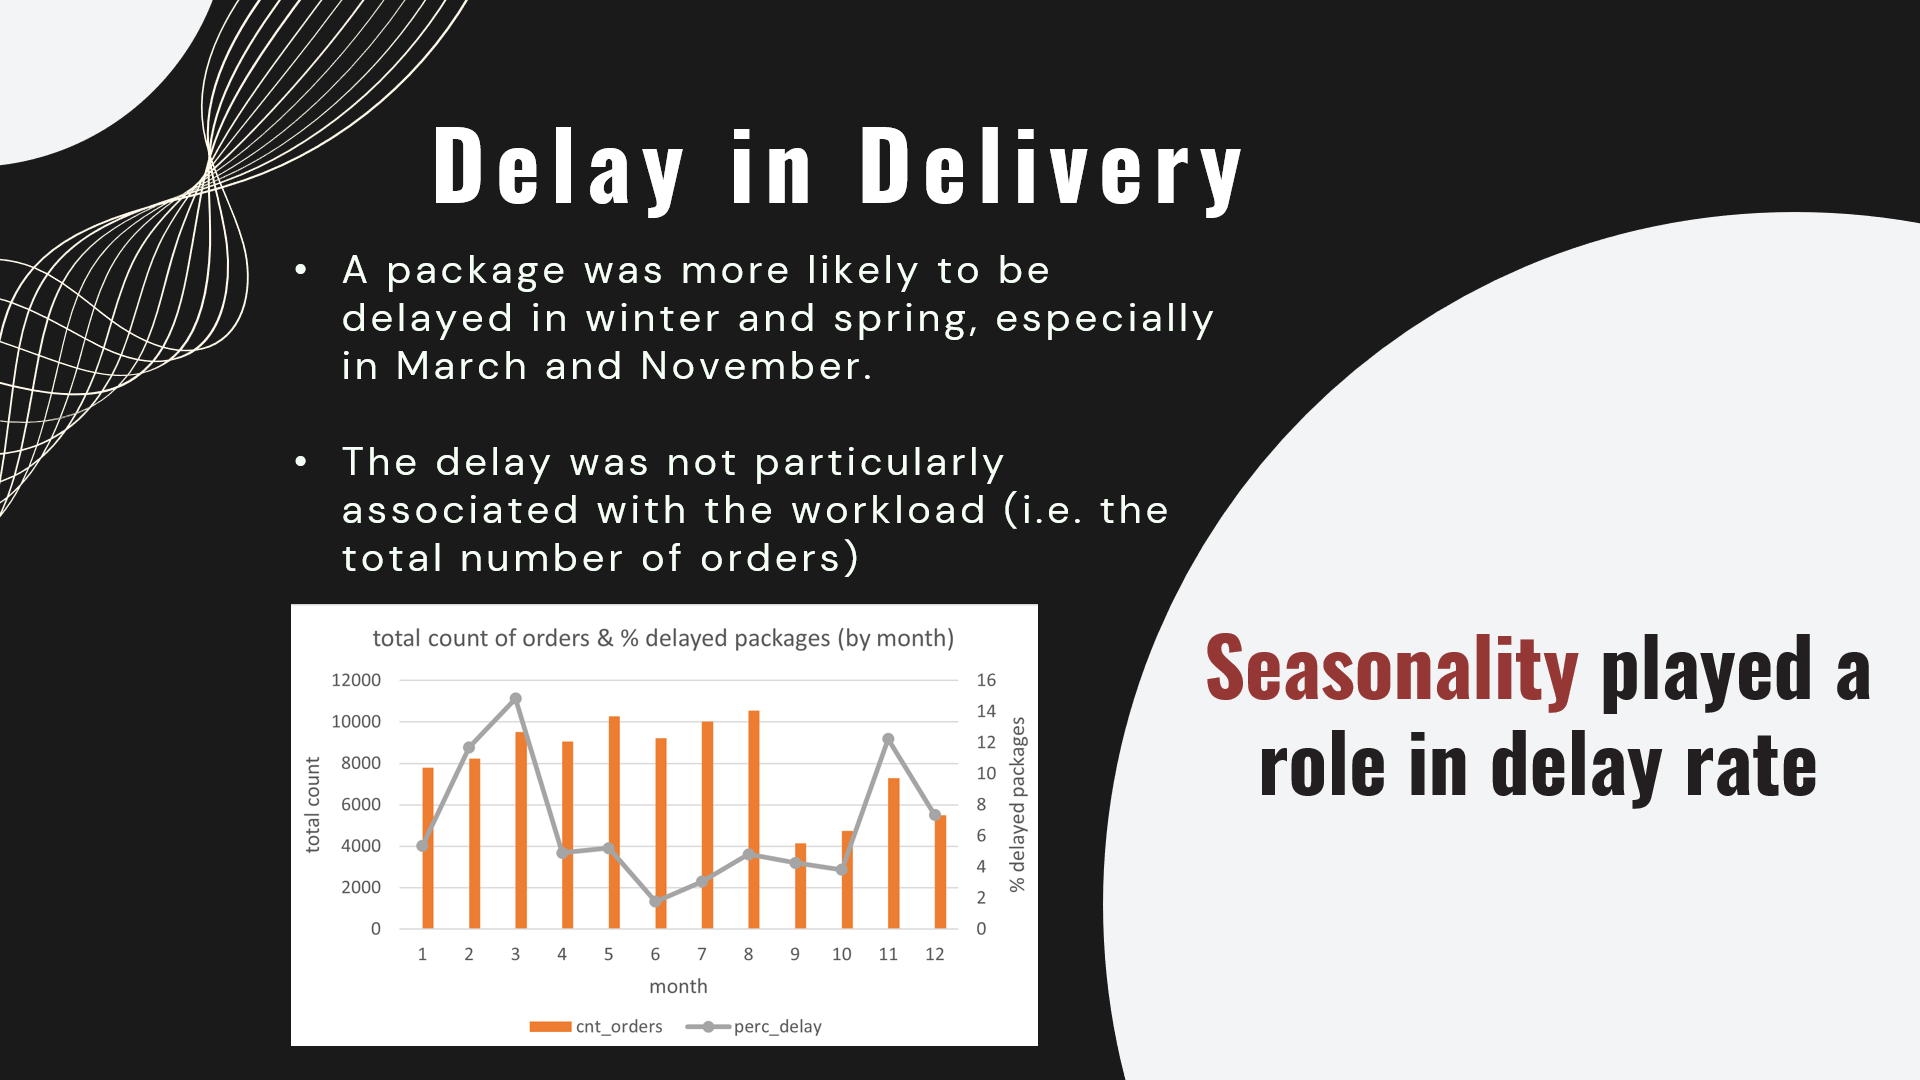 Delay in Delivery
• A package was more likely to be
delayed in winter and spring, especially
in March and November.
• The delay was not particularly
associated with the workload (i.e. the
total number of orders)
total count of orders & % delayed packages (by month)
12000
10000
8000
6000
4000
2000
0
total count
16
14
12
10
8
6
4
2
0
% delayed packages
1 2 3 4 5 6 7 8 9 10 11 12
month
cnt_orders perc_delay
Seasonality played a
role in delay rate